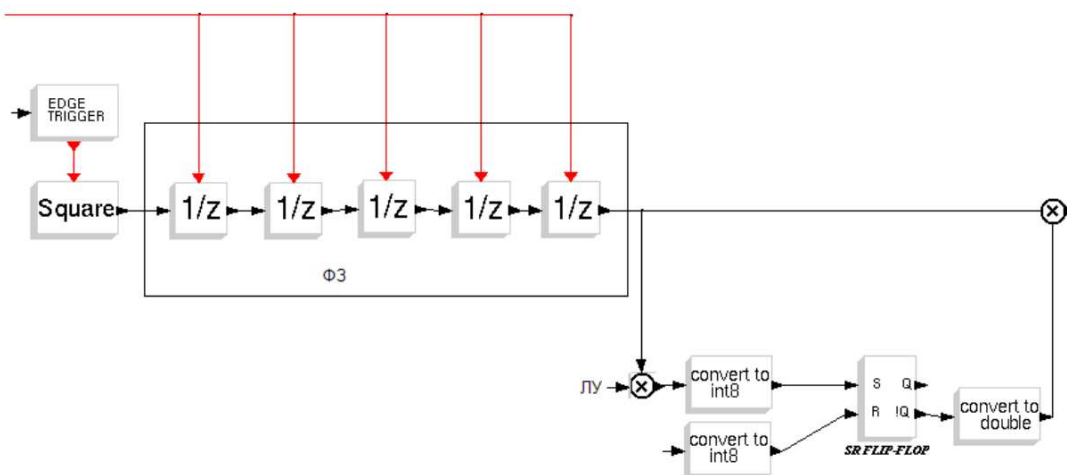 EDGE
TRIGGER
Square
1/z
1/z
1/z
1/z
1/z
ФЗ
ЛУ
convert to
int8
convert to
int8
S Q
R !Q
SR FLIP-FLOP
convert to
double